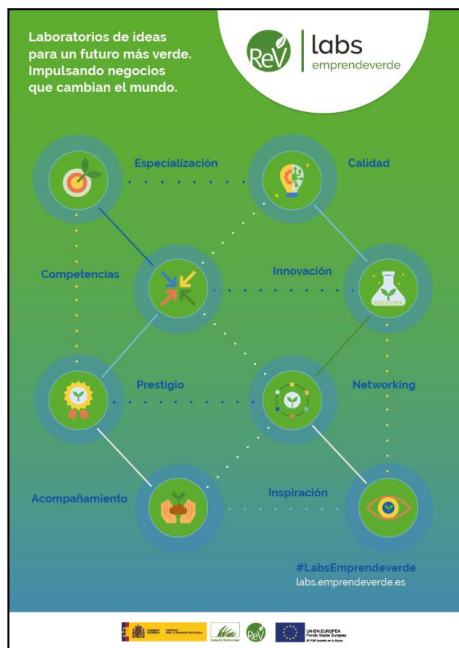 Laboratorios de ideas
para un futuro más verde.
Impulsando negocios
que cambian el mundo.
ReV
labs
emprendeverde
Especialización
Calidad
Competencias
Innovación
Prestigio
Networking
Acompañamiento
Inspiración
#LabsEmprendeverde
labs.emprendeverde.es
ReV
UNIÓN EUROPEA
Fondo Social Europeo